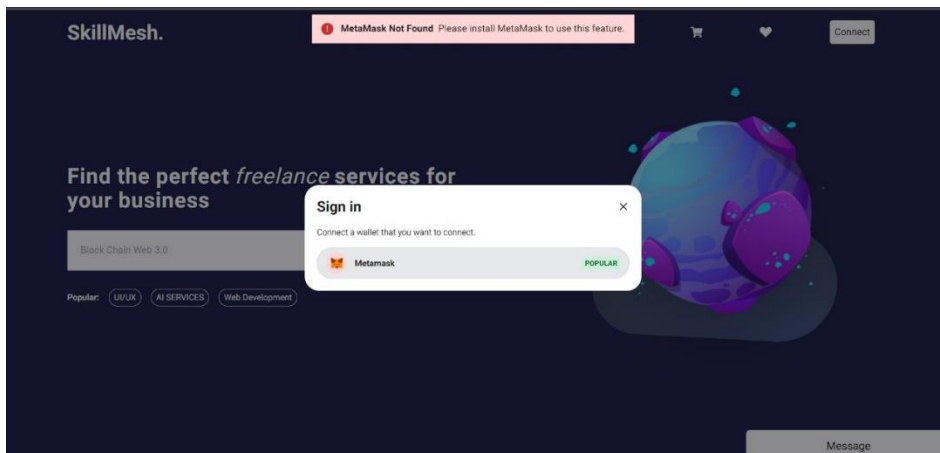 SkillMesh.
MetaMask Not Found Please install MetaMask to use this feature.
Connect
Find the perfect freelance services for
your business
Block Chain Web 3.0
Popular: UI/UX AI SERVICES Web Development
Sign in
Connect a wallet that you want to connect.
Metamask POPULAR
Message